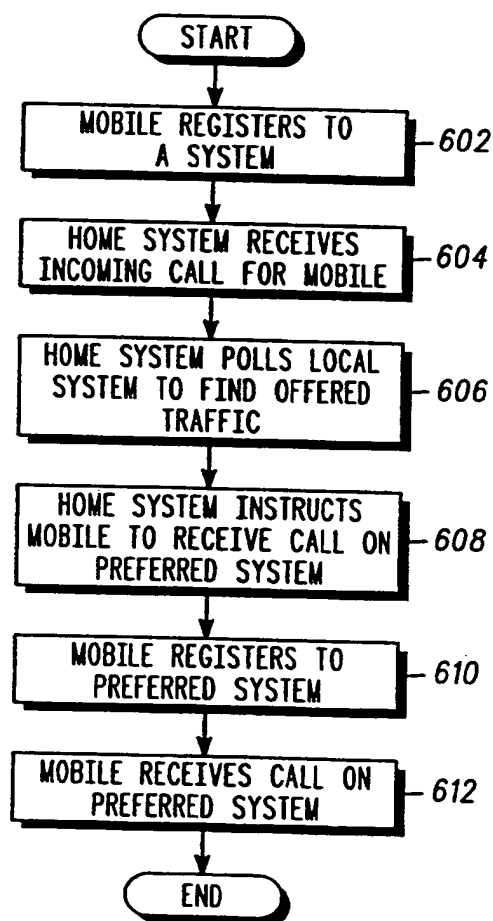 START
MOBILE REGISTERS TO
A SYSTEM
602
HOME SYSTEM RECEIVES
INCOMING CALL FOR MOBILE
604
HOME SYSTEM POLLS LOCAL
SYSTEM TO FIND OFFERED
TRAFFIC
606
HOME SYSTEM INSTRUCTS
MOBILE TO RECEIVE CALL ON
PREFERRED SYSTEM
608
MOBILE REGISTERS TO
PREFERRED SYSTEM
610
MOBILE RECEIVES CALL ON
PREFERRED SYSTEM
612
END